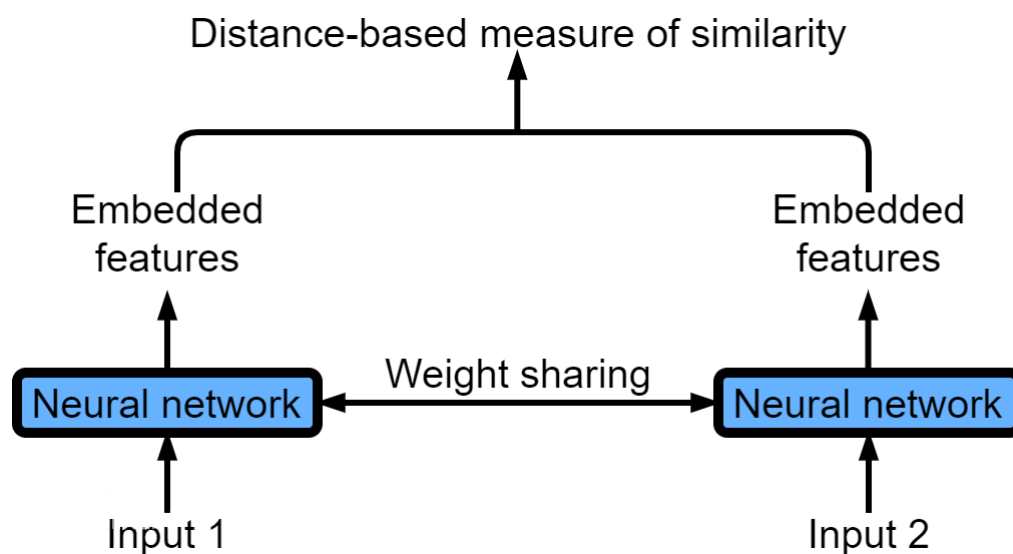 Distance-based measure of similarity
Embedded
features
Embedded
features
Weight sharing
Neural network
Neural network
Input 1
Input 2